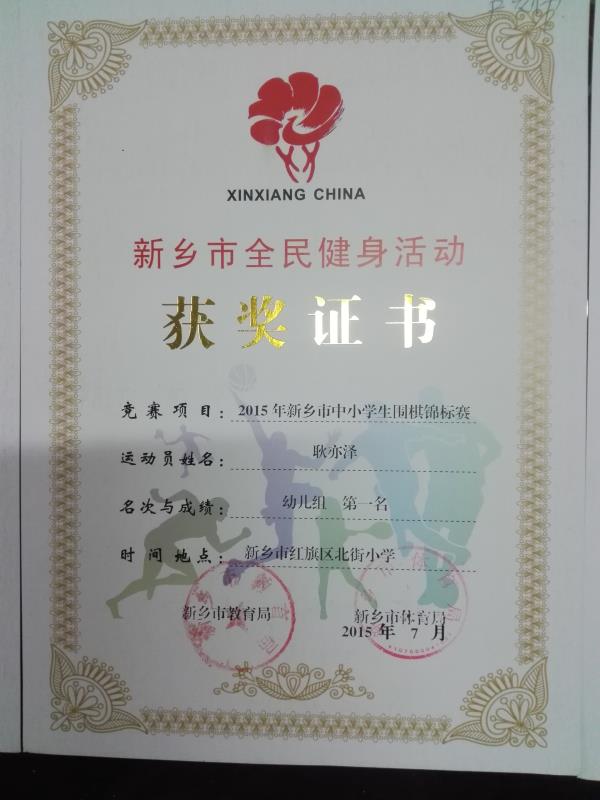 XINXIANG CHINA
新乡市全民健身活动
获奖证书
竞赛项目：2015年新乡市中小学生围棋锦标赛
运动员姓名：耿亦泽
名次与成绩：幼儿组 第一名
时间地点：新乡市红旗区北街小学
新乡市教育局 新乡市体育局
2015 年 7 月